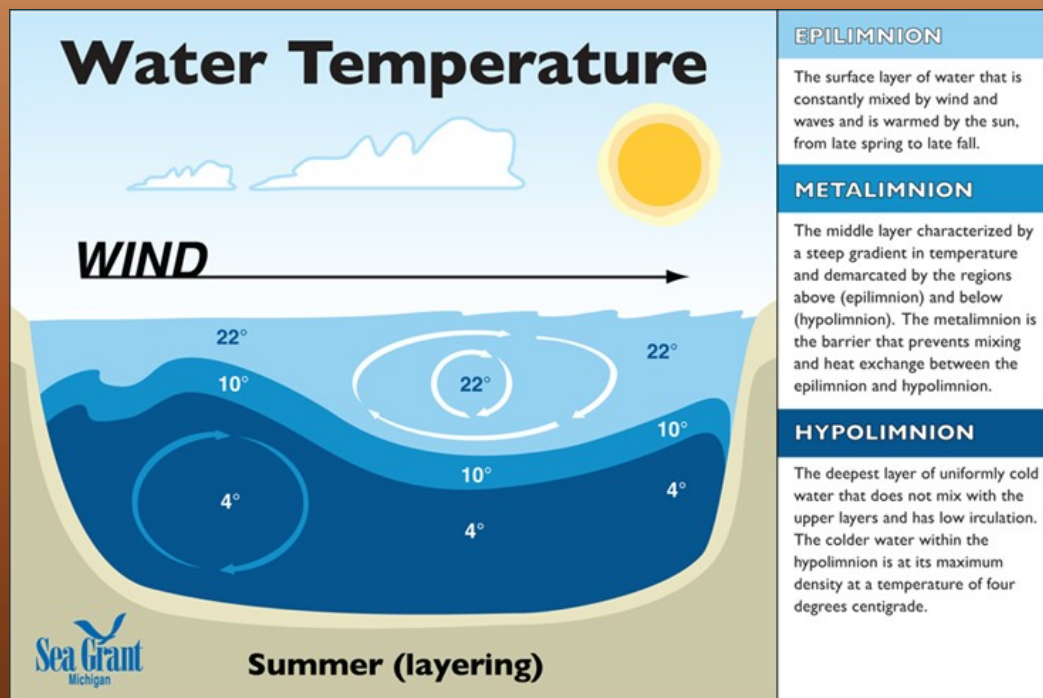 Water Temperature
WIND
22°
22°
22°
10°
10°
10°
4°
4°
4°
Sea Grant
Michigan
Summer (layering)
EPILIMNION
The surface layer of water that is
constantly mixed by wind and
waves and is warmed by the sun,
from late spring to late fall.
METALIMNION
The middle layer characterized by
a steep gradient in temperature
and demarcated by the regions
above (epilimnion) and below
(hypolimnion). The metalimnion is
the barrier that prevents mixing
and heat exchange between the
epilimnion and hypolimnion.
HYPOLIMNION
The deepest layer of uniformly cold
water that does not mix with the
upper layers and has low irculation.
The colder water within the
hypolimnion is at its maximum
density at a temperature of four
degrees centigrade.